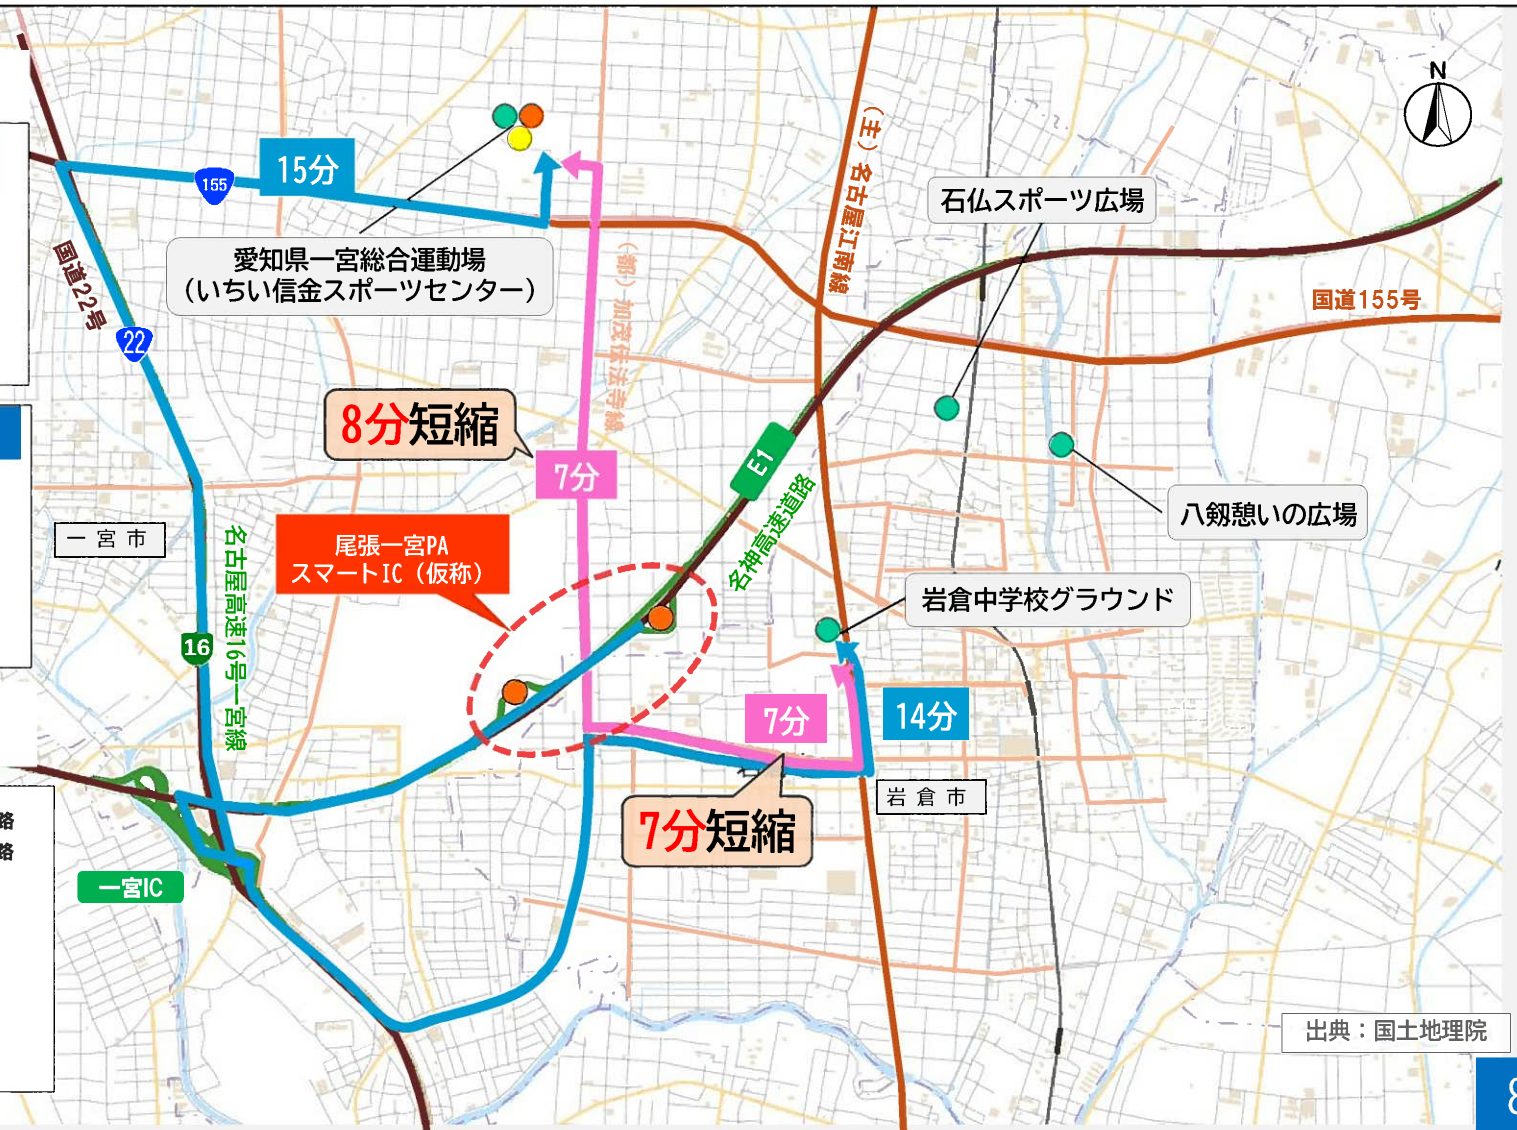 N
（主）名古屋江南線
155
15分
石仏スポーツ広場
愛知県一宮総合運動場
（いちい信金スポーツセンター）
国道22号
（都）加茂伝法寺線
国道155号
22
8分短縮
7分
E1
名神高速道路
八剱憩いの広場
一宮市
名古屋高速16号一宮線
尾張一宮PA
スマートIC（仮称）
岩倉中学校グラウンド
16
7分
14分
岩倉市
7分短縮
路
路
一宮IC
出典：国土地理院
8